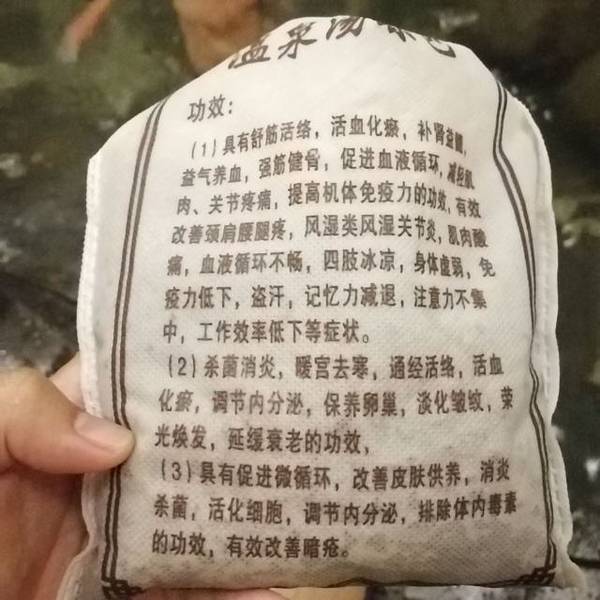 温泉汤
功效：
（1）具有舒筋活络，活血化瘀，补肾益
益气养血，强筋健骨，促进血液循环，减轻肌
肉、关节疼痛，提高机体免疫力的功效，有效
改善颈肩腰腿疼，风湿类风湿关节炎，肌肉酸
痛，血液循环不畅，四肢冰凉，身体虚弱，免
疫力低下，盗汗，记忆力减退，注意力不集
中，工作效率低下等症状。
（2）杀菌消炎，暖宫去寒，通经活络，活血
化瘀，调节内分泌，保养卵巢，淡化皱纹，荣
光焕发，延缓衰老的功效，
（3）具有促进微循环，改善皮肤供养，消炎
杀菌，活化细胞，调节内分泌，排除体内毒素
的功效，有效改善暗疮。